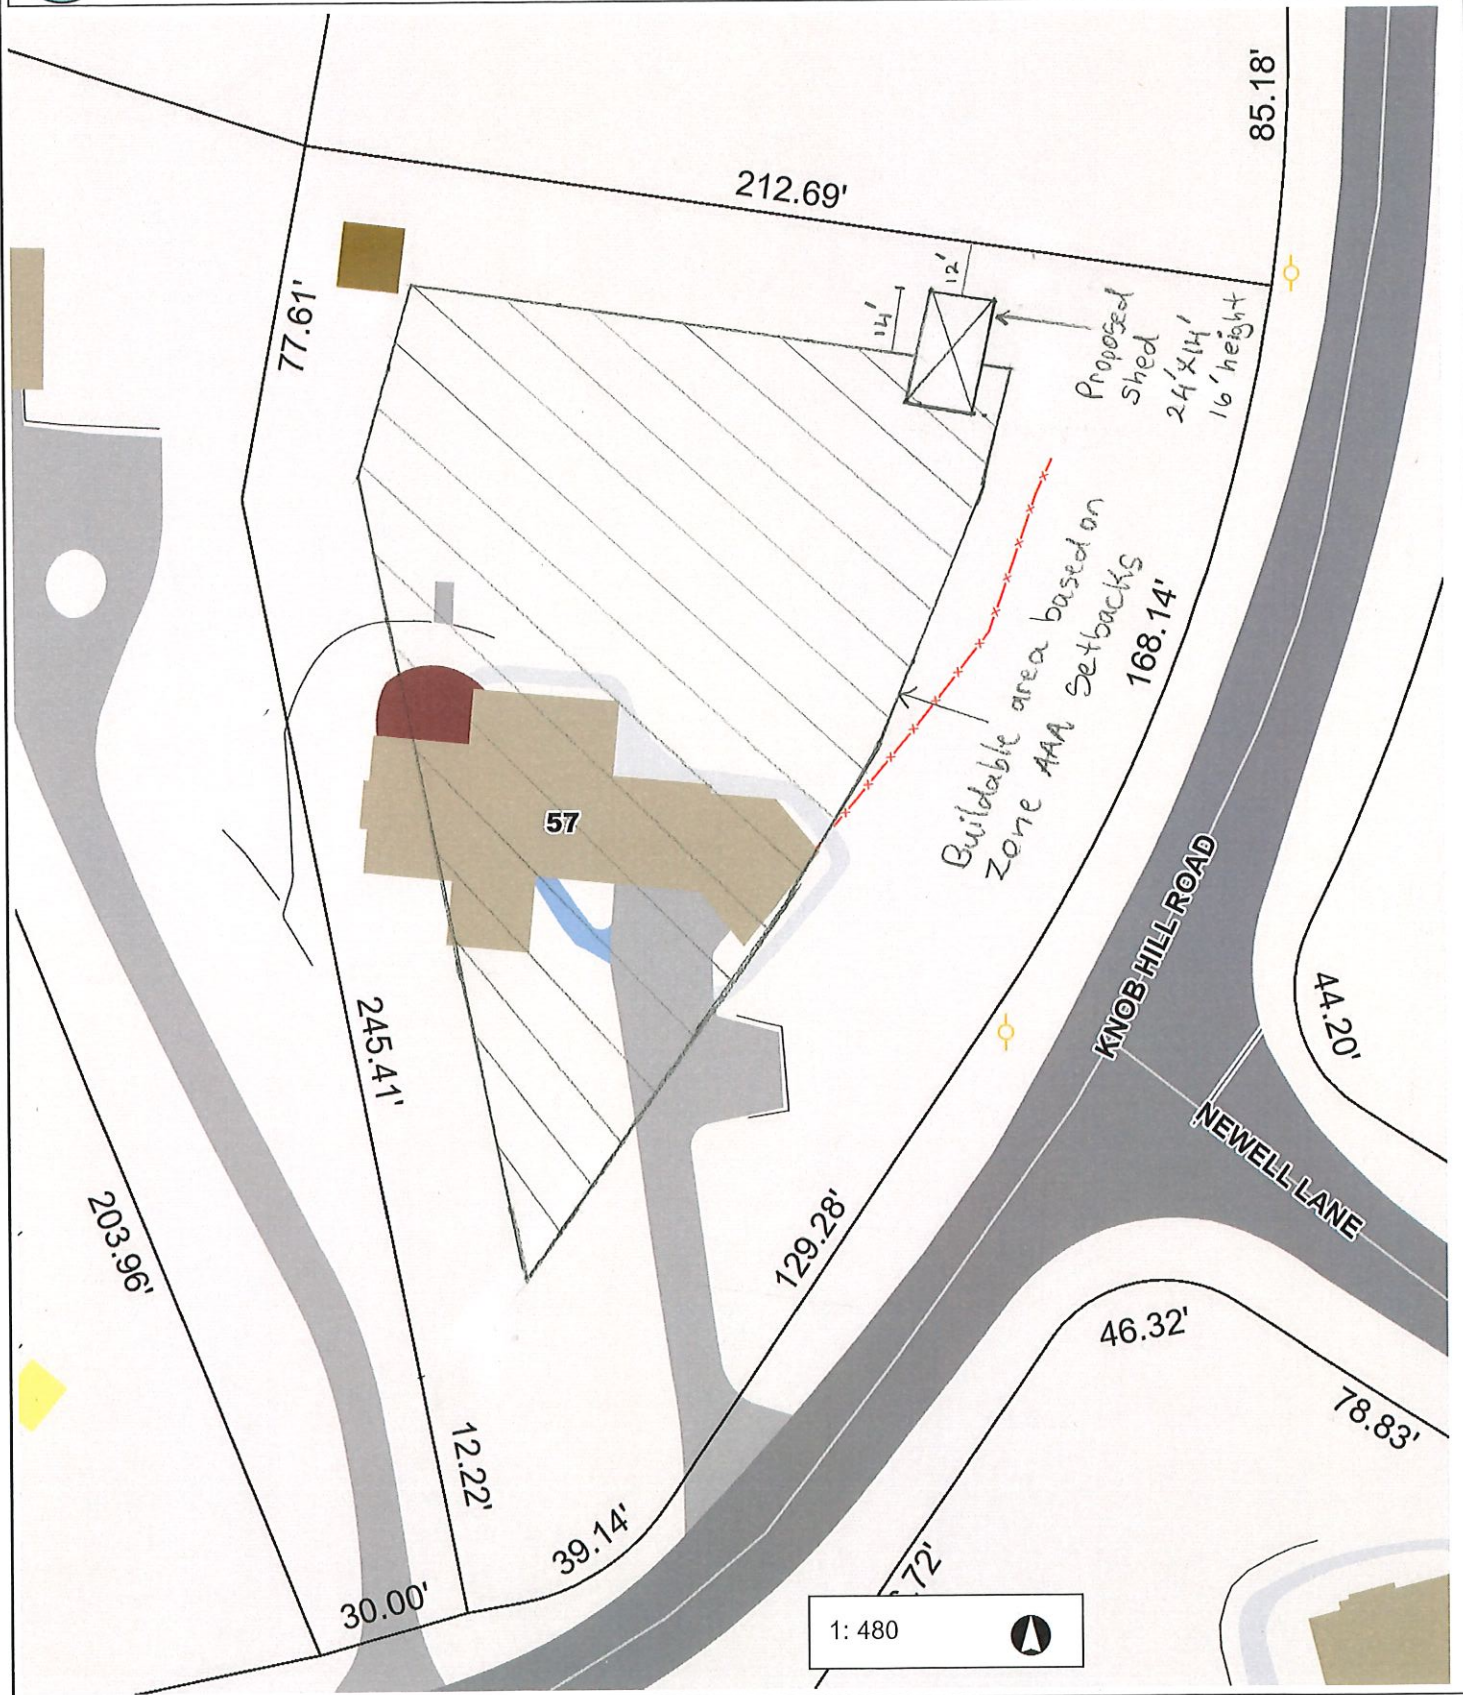 85.18'
212.69'
12'
14'
77.61'
Proposed
Shed
24'x14'
16' height
Buildable area based on
Zone AAA Setbacks
168.14'
57
KNOB HILL ROAD
44.20'
245.41'
NEWELL LANE
203.96'
129.28'
46.32'
78.83'
12.22'
39.14'
.72'
30.00'
1: 480